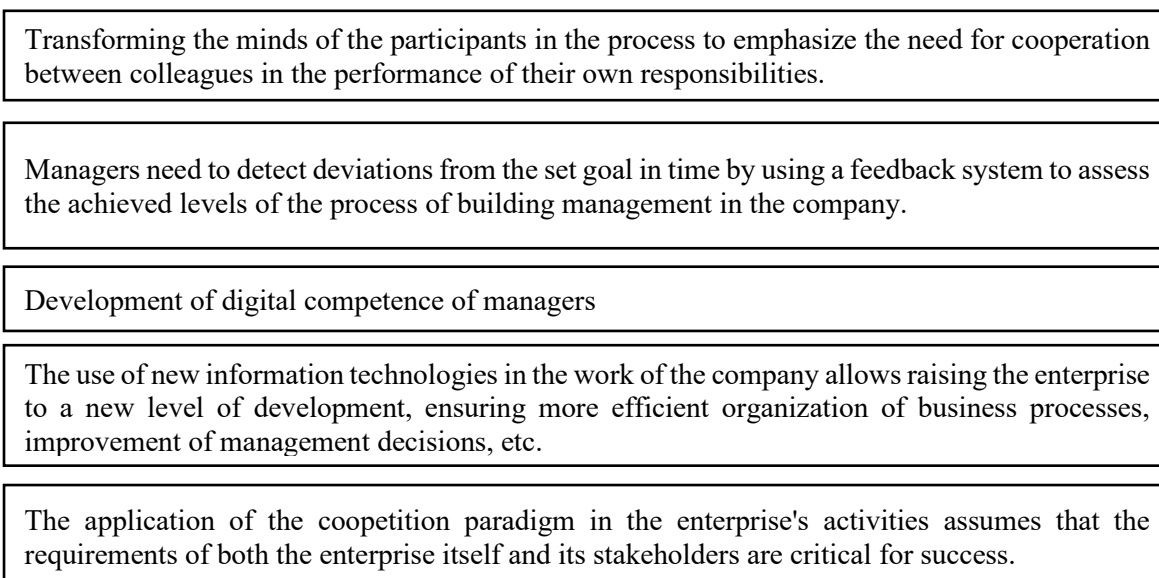 Transforming the minds of the participants in the process to emphasize the need for cooperation
between colleagues in the performance of their own responsibilities.
Managers need to detect deviations from the set goal in time by using a feedback system to assess
the achieved levels of the process of building management in the company.
Development of digital competence of managers
The use of new information technologies in the work of the company allows raising the enterprise
to a new level of development, ensuring more efficient organization of business processes,
improvement of management decisions, etc.
The application of the coopetition paradigm in the enterprise's activities assumes that the
requirements of both the enterprise itself and its stakeholders are critical for success.